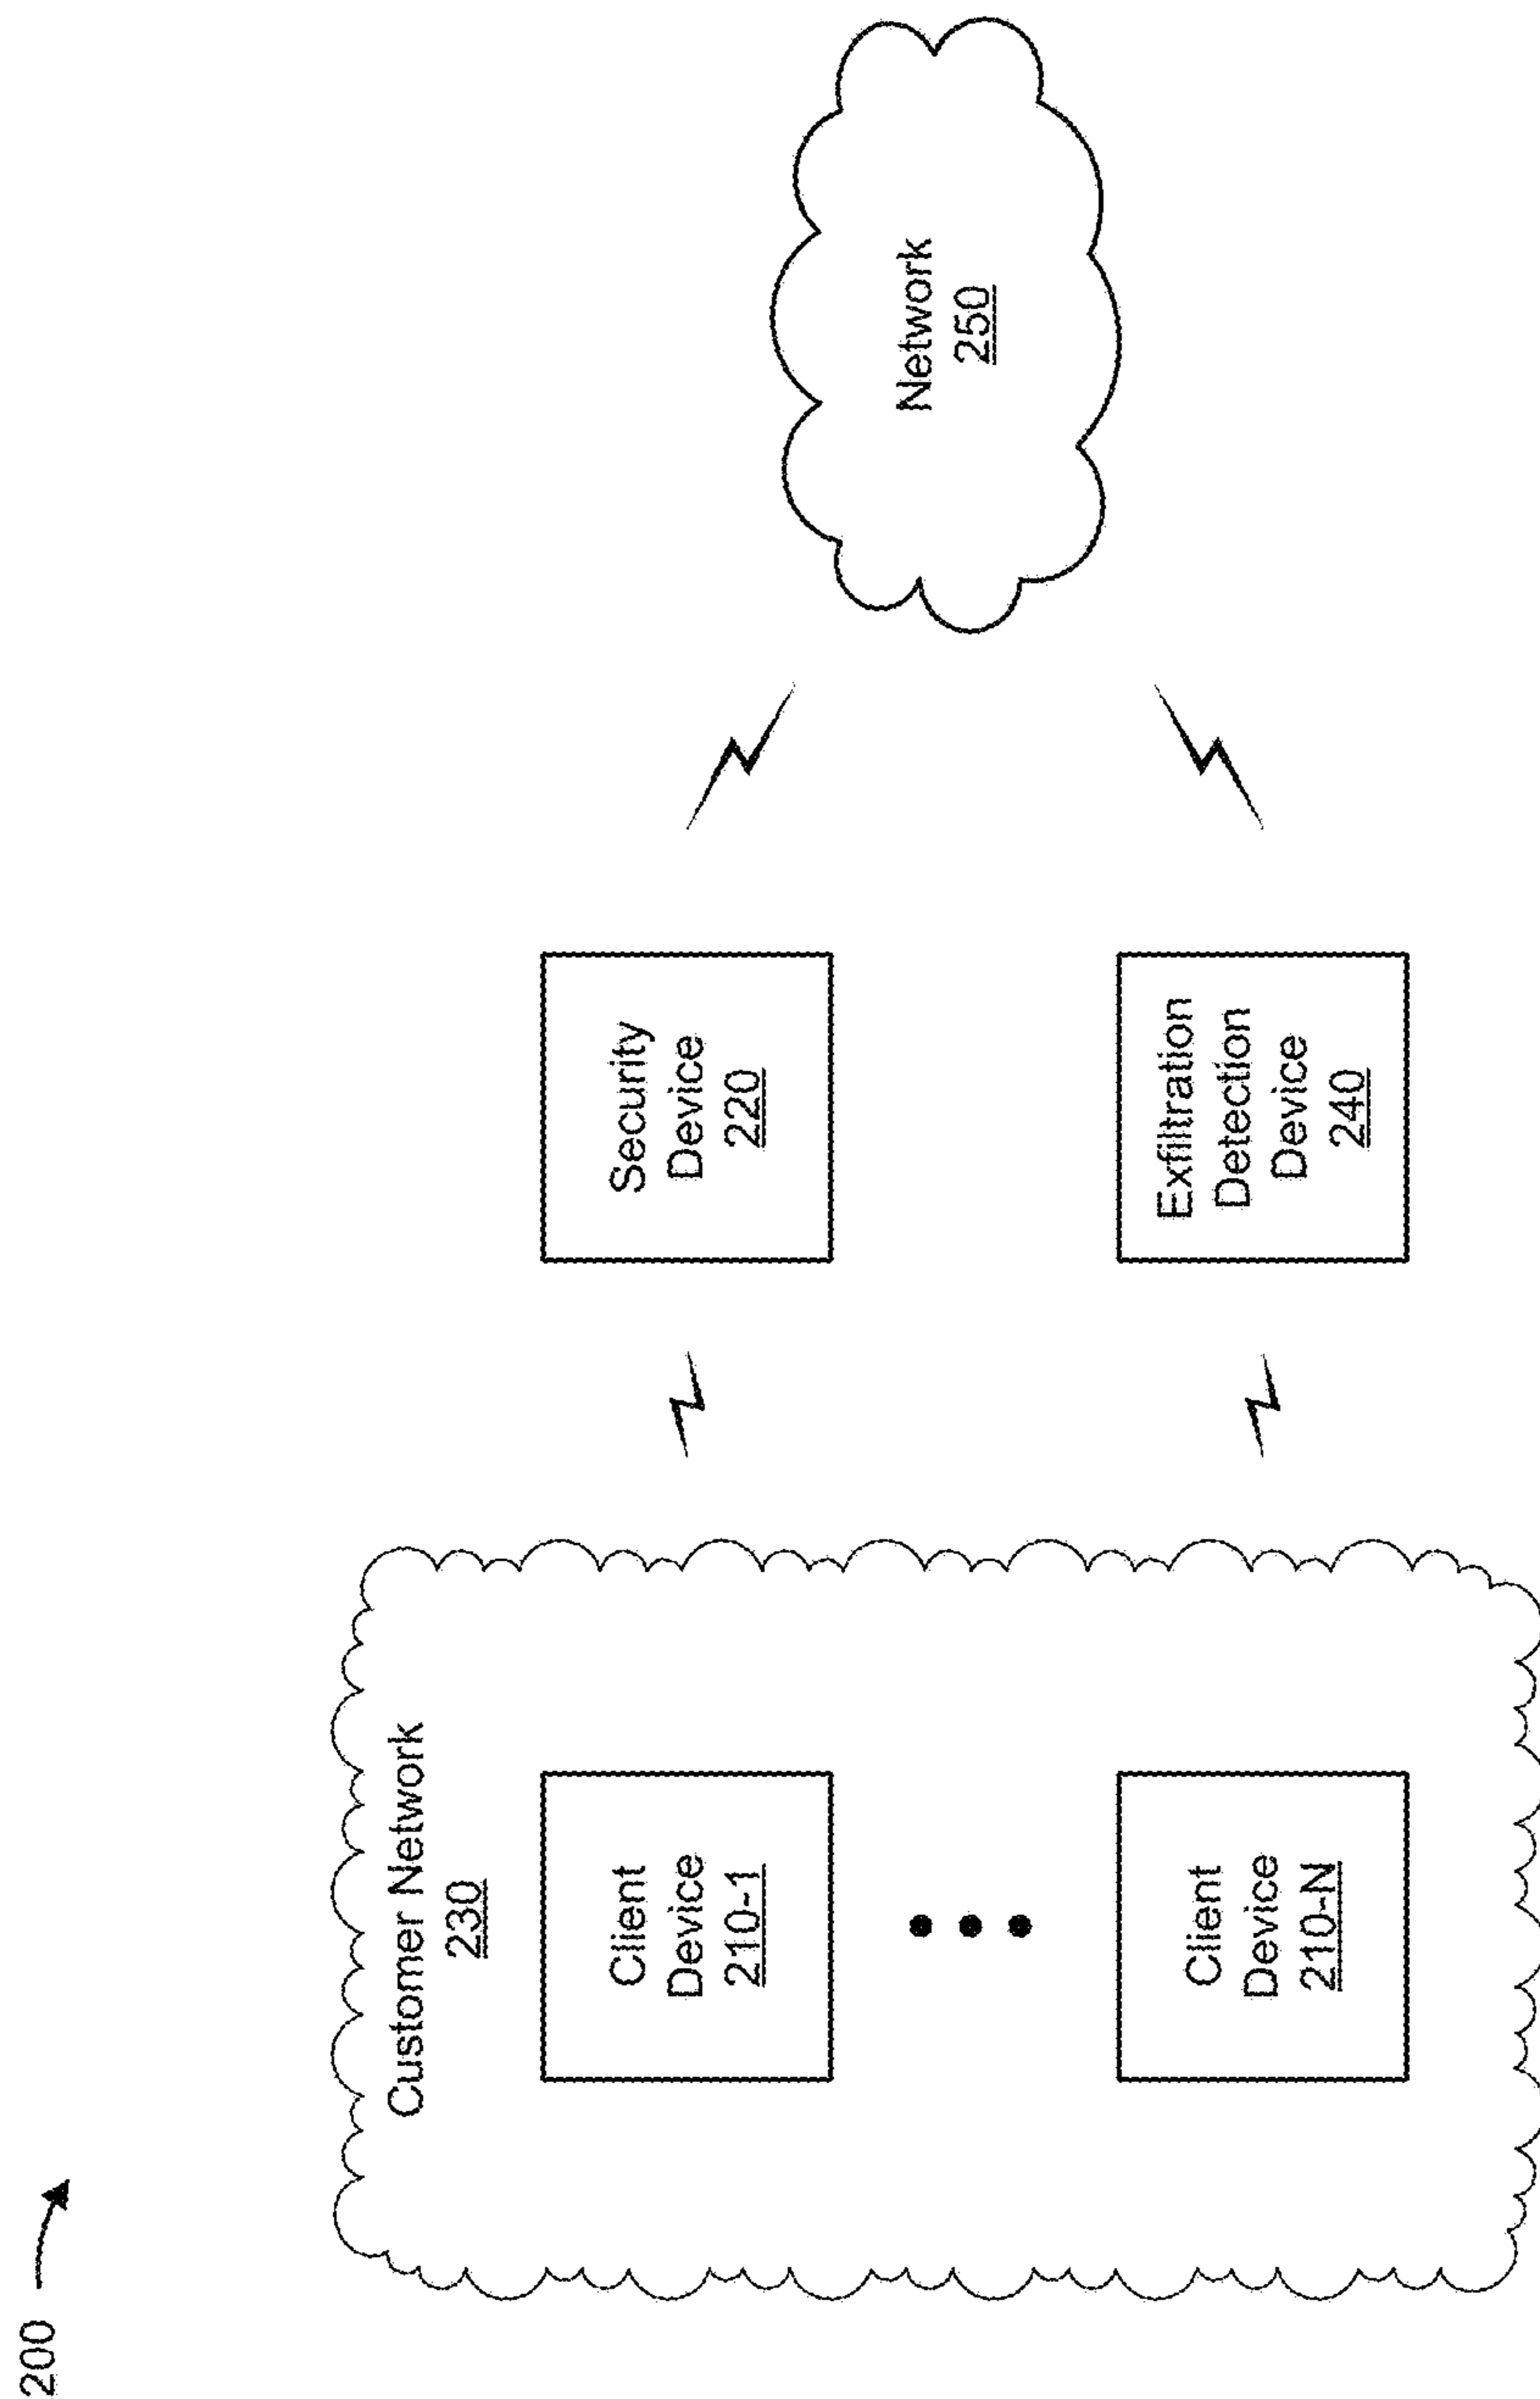 200
Customer Network
230
Client
Device
210-1
Client
Device
210-N
Security
Device
220
Exfiltration
Detection
Device
240
Network
250